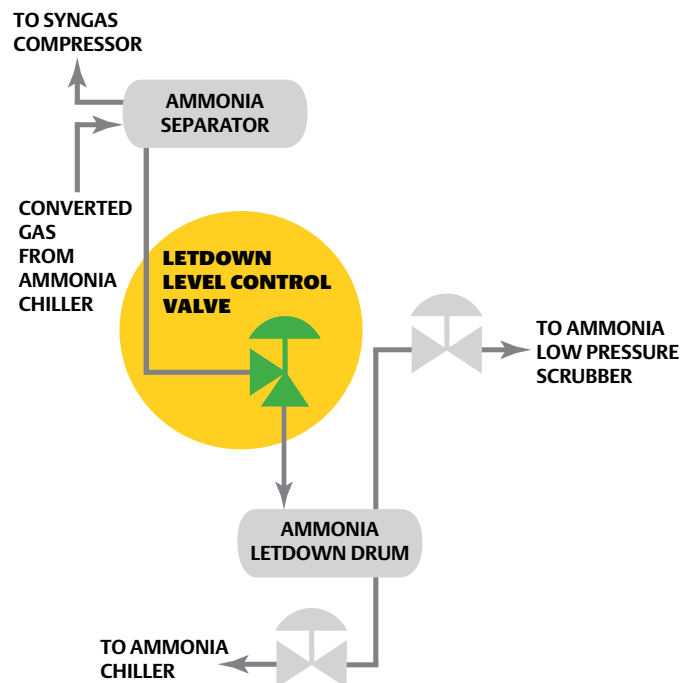 TO SYNGAS
COMPRESSOR
AMMONIA
SEPARATOR
CONVERTED
GAS
FROM
AMMONIA
CHILLER
LETDOWN
LEVEL CONTROL
VALVE
TO AMMONIA
LOW PRESSURE
SCRUBBER
AMMONIA
LETDOWN DRUM
TO AMMONIA
CHILLER